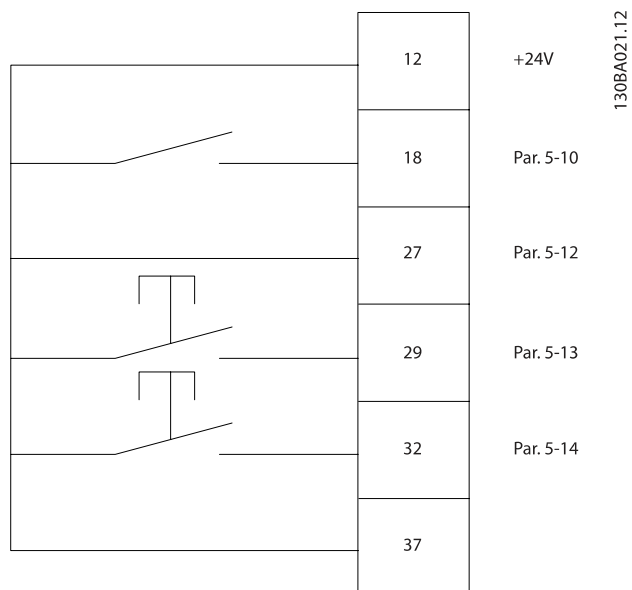 12 +24V
18 Par. 5-10
27 Par. 5-12
29 Par. 5-13
32 Par. 5-14
37
130BA021.12